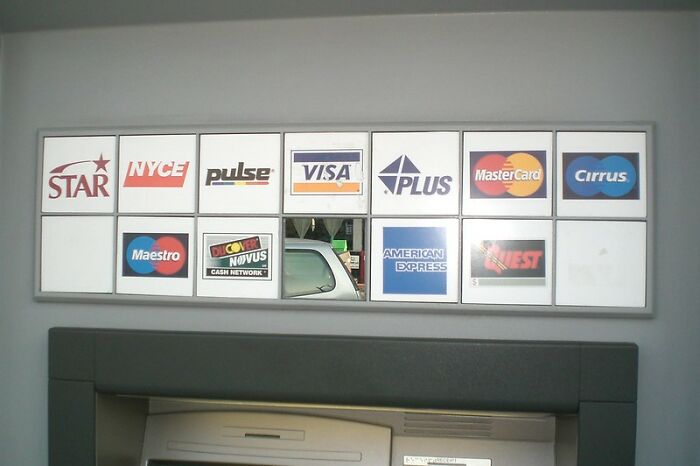 STAR
NYCE
pulse
VISA
PLUS
MasterCard
Cirrus
Maestro
DISCOVER
NOVUS
CASH NETWORK
AMERICAN
EXPRESS
QUEST
$